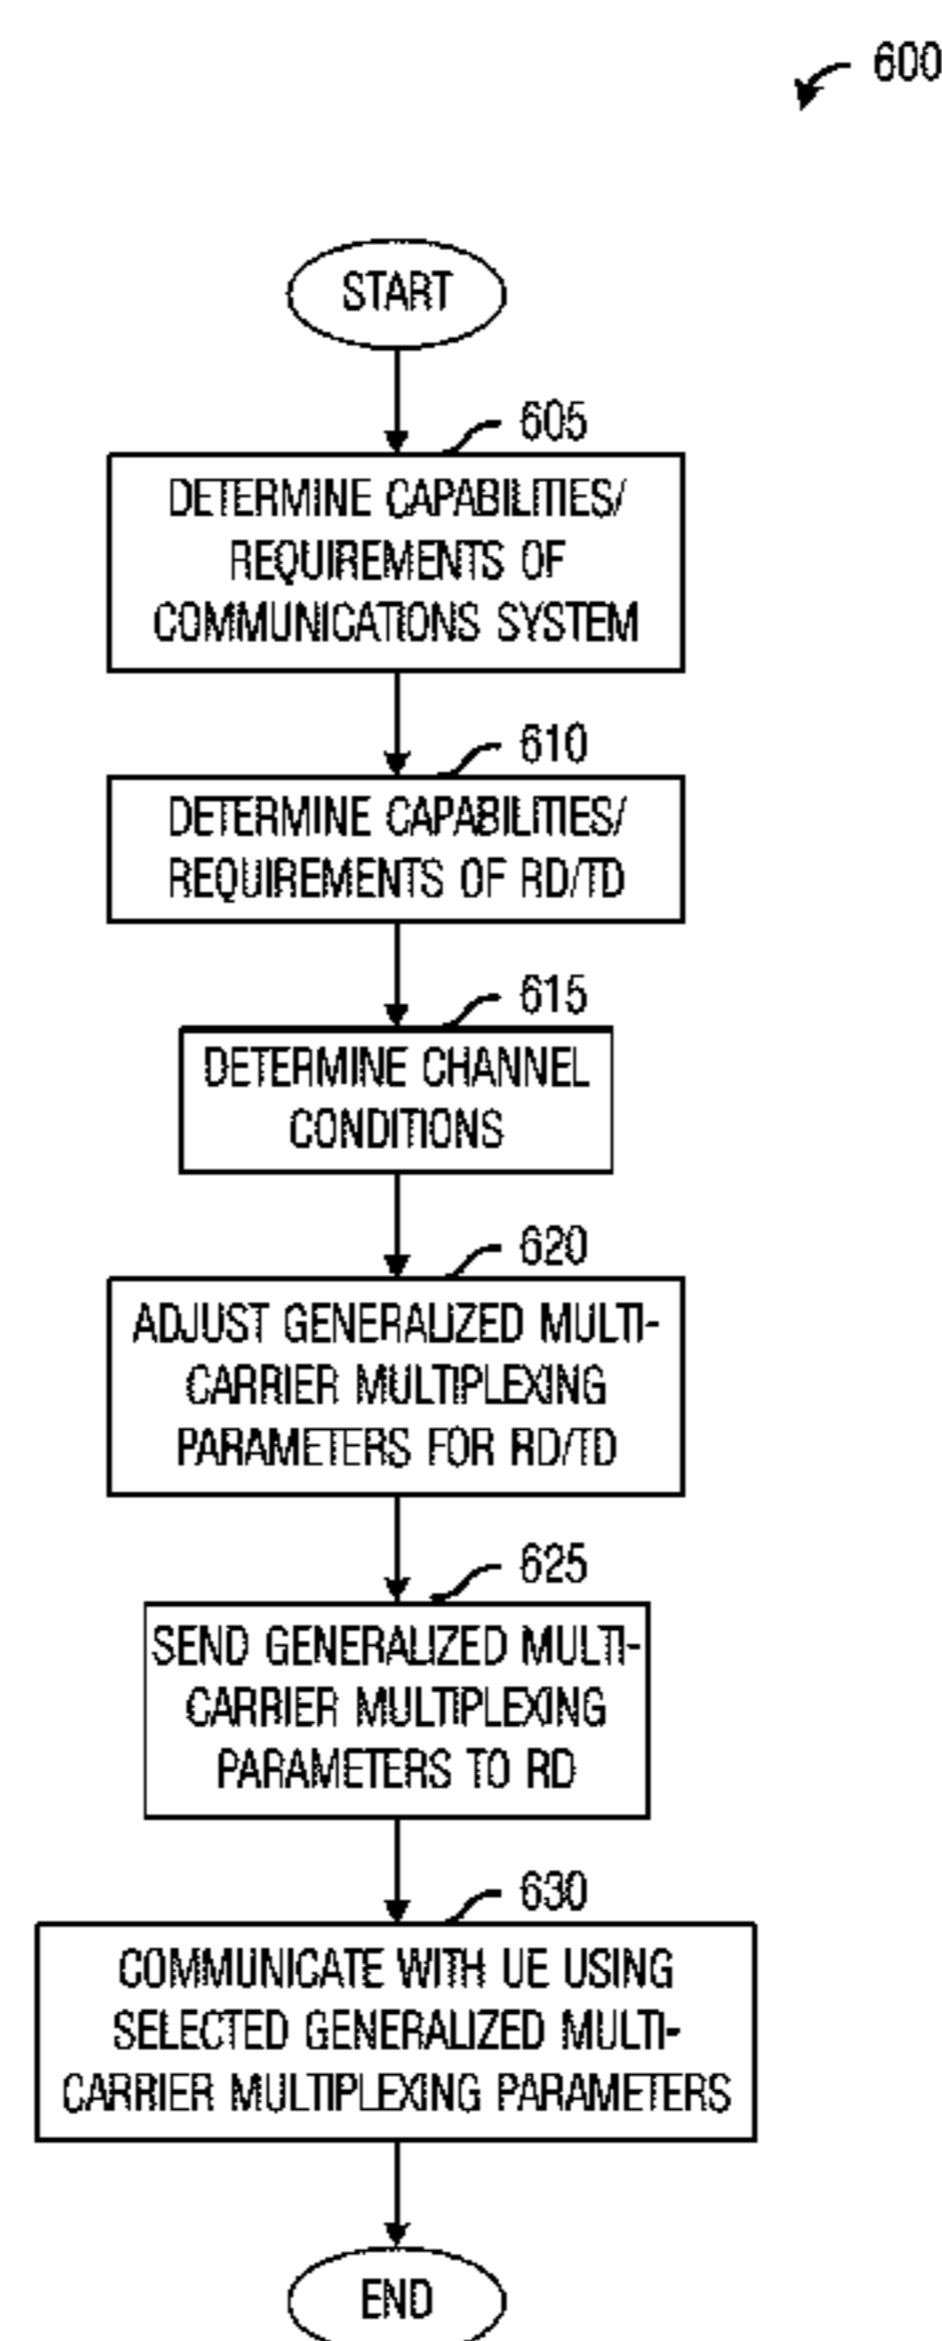 600
START
605
DETERMINE CAPABILITIES/
REQUIREMENTS OF
COMMUNICATIONS SYSTEM
610
DETERMINE CAPABILITIES/
REQUIREMENTS OF RD/TD
615
DETERMINE CHANNEL
CONDITIONS
620
ADJUST GENERALIZED MULTI-
CARRIER MULTIPLEXING
PARAMETERS FOR RD/TD
625
SEND GENERALIZED MULTI-
CARRIER MULTIPLEXING
PARAMETERS TO RD
630
COMMUNICATE WITH UE USING
SELECTED GENERALIZED MULTI-
CARRIER MULTIPLEXING PARAMETERS
END